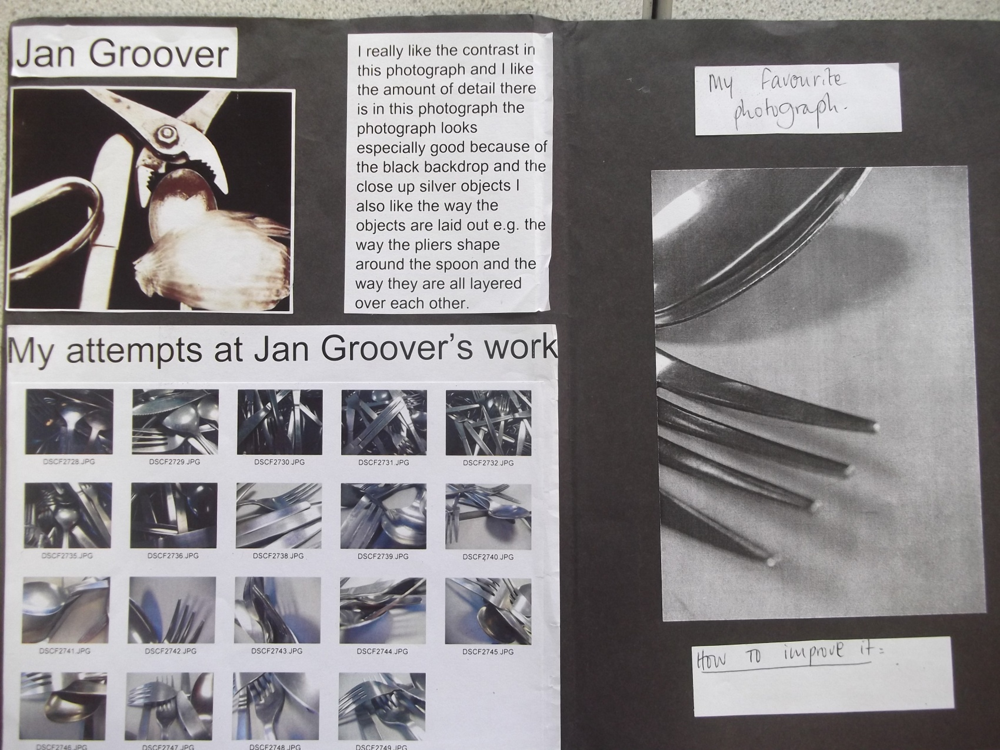 Jan Groover
I really like the contrast in
this photograph and I like
the amount of detail there
is in this photograph the
photograph looks
especially good because of
the black backdrop and the
close up silver objects I
also like the way the
objects are laid out e.g. the
way the pliers shape
around the spoon and the
way they are all layered
over each other.
My attempts at Jan Groover's work
DSCF2728.JPG DSCF2729.JPG DSCF2730.JPG DSCF2731.JPG DSCF2732.JPG
DSCF2735.JPG DSCF2736.JPG DSCF2738.JPG DSCF2739.JPG DSCF2740.JPG
DSCF2741.JPG DSCF2742.JPG DSCF2743.JPG DSCF2744.JPG DSCF2745.JPG
DSCF2746.JPG DSCF2747.JPG DSCF2748.JPG DSCF2749.JPG
My favourite
photograph.
How to improve it: